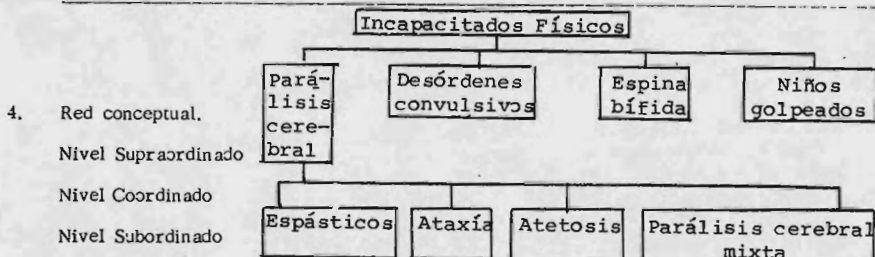 Incapacitados Físicos
Pará-
lisis
cere-
bral
Desórdenes
convulsivos
Espina
bífida
Niños
golpeados
4. Red conceptual.
Nivel Supraordinado
Nivel Coordinado
Nivel Subordinado
Espásticos
Ataxía
Atetosis
Parálisis cerebral
mixta